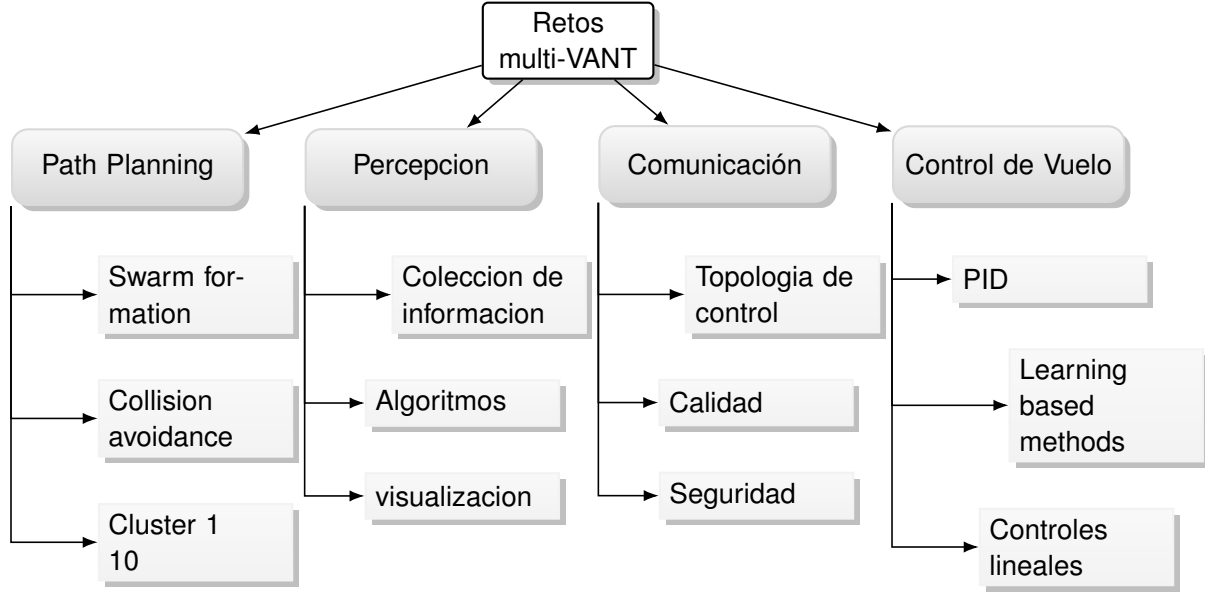 Retos
multi-VANT
Path Planning
Percepcion
Comunicación
Control de Vuelo
Swarm for-
mation
Collision
avoidance
Cluster 1
10
Coleccion de
informacion
Algoritmos
visualizacion
Topologia de
control
Calidad
Seguridad
PID
Learning
based
methods
Controles
lineales